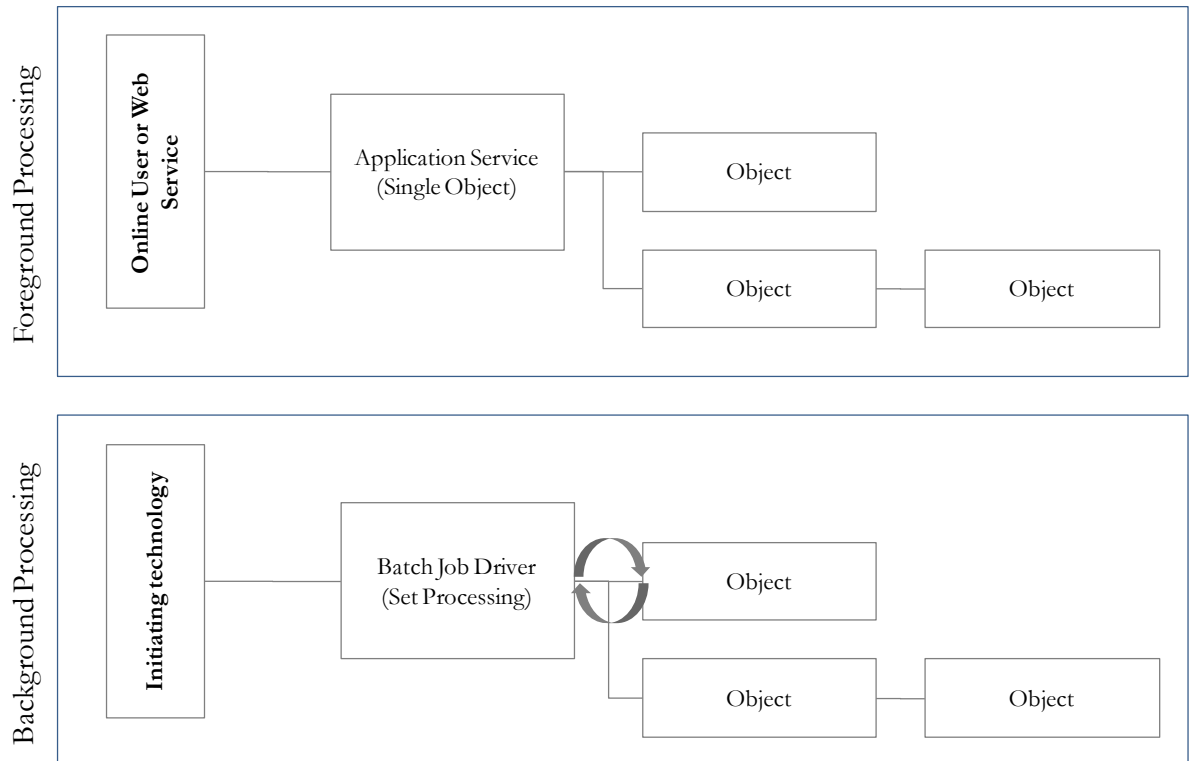 Foreground Processing
Online User or Web
Service
Application Service
(Single Object)
Object
Object
Object
Background Processing
Initiating technology
Batch Job Driver
(Set Processing)
Object
Object
Object